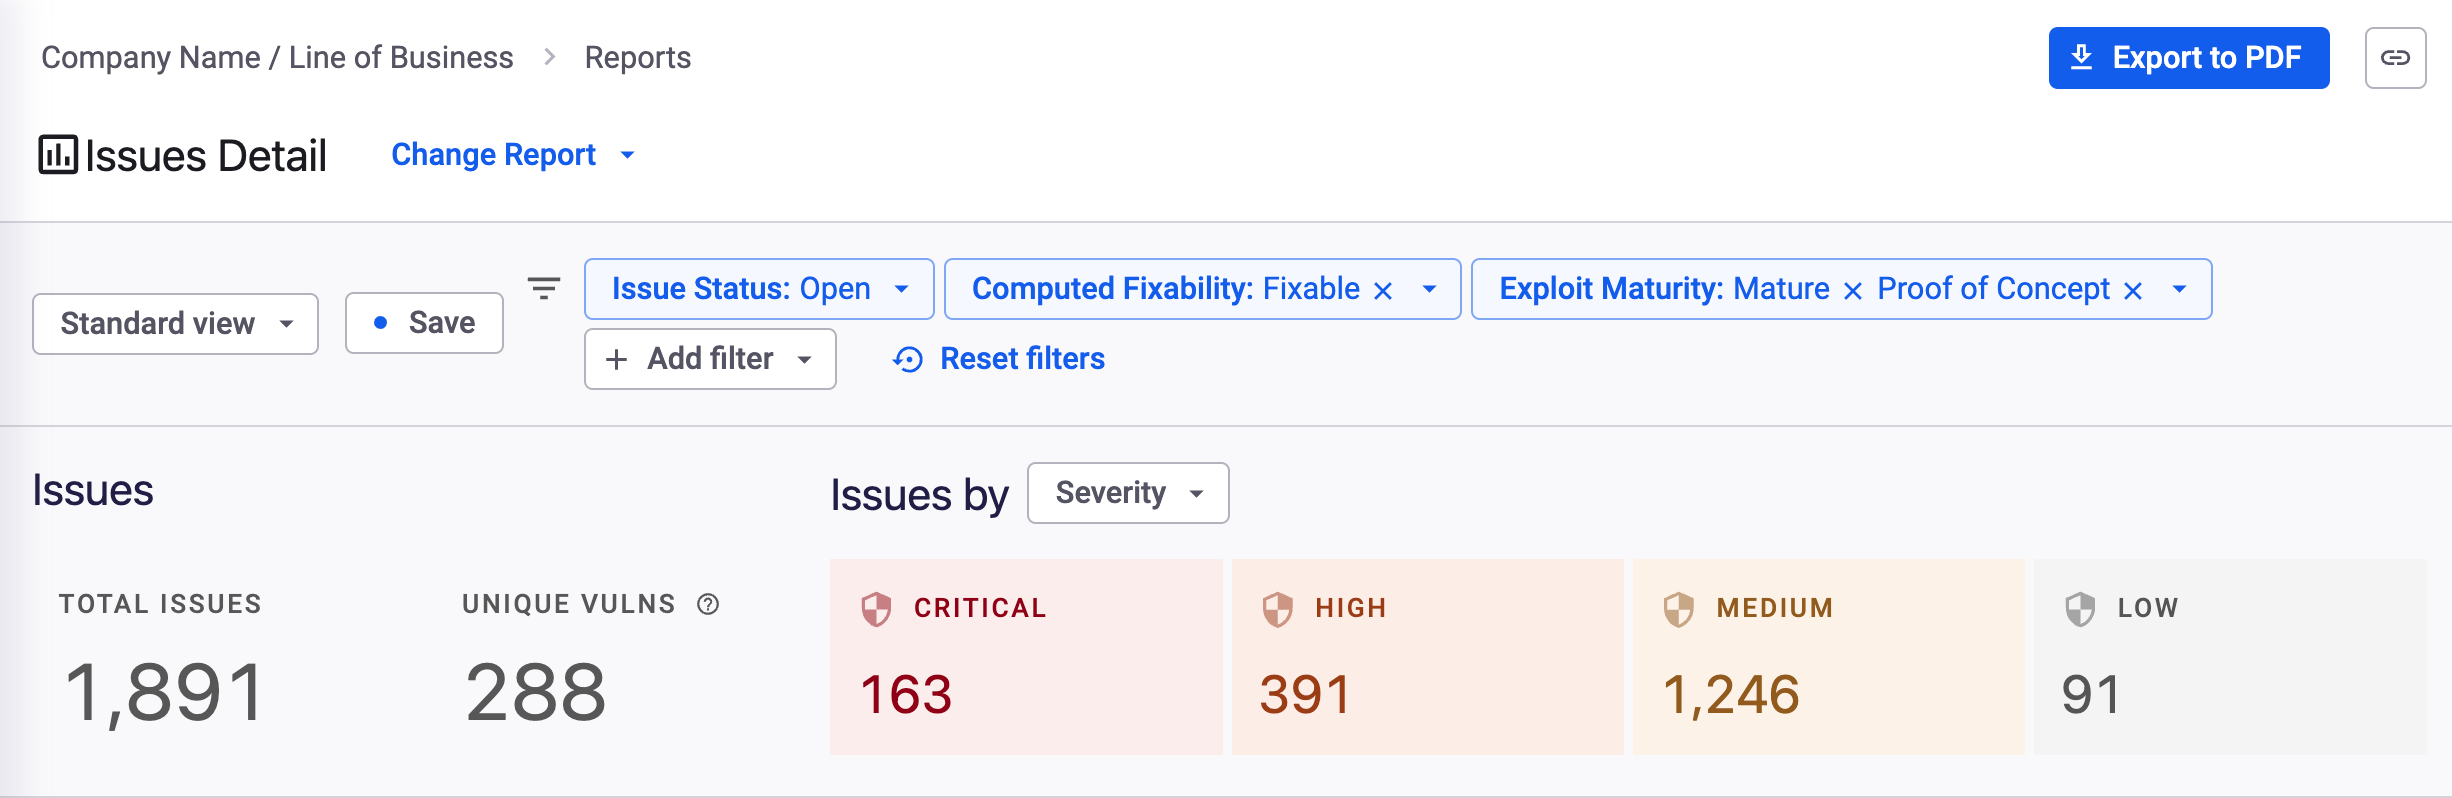 Company Name / Line of Business > Reports
Export to PDF
Issues Detail
Change Report
Standard view
Save
Issue Status: Open
Computed Fixability: Fixable ×
Exploit Maturity: Mature × Proof of Concept ×
+ Add filter
Reset filters
Issues
Issues by Severity
TOTAL ISSUES
1,891
UNIQUE VULNS ?
288
CRITICAL
163
HIGH
391
MEDIUM
1,246
LOW
91